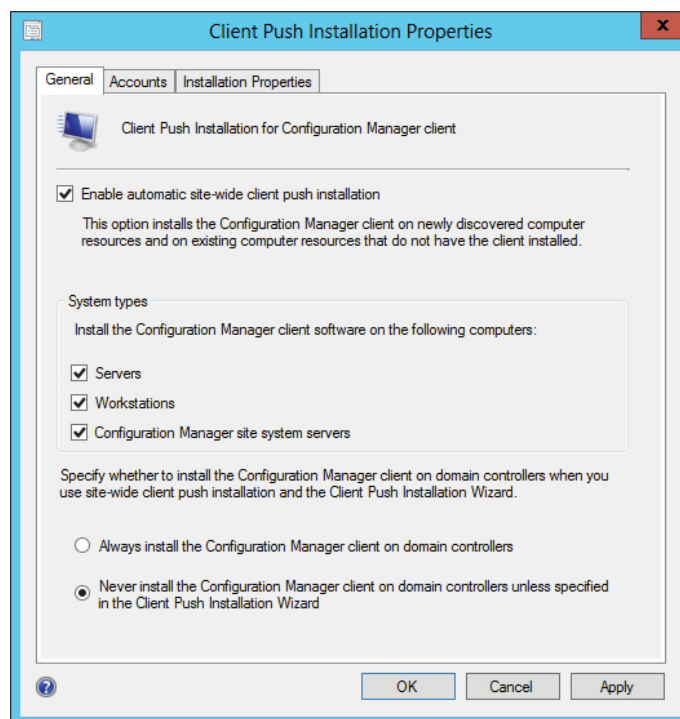 Client Push Installation Properties
x
General
Accounts
Installation Properties
Client Push Installation for Configuration Manager client
Enable automatic site-wide client push installation
This option installs the Configuration Manager client on newly discovered computer
resources and on existing computer resources that do not have the client installed.
System types
Install the Configuration Manager client software on the following computers:
Servers
Workstations
Configuration Manager site system servers
Specify whether to install the Configuration Manager client on domain controllers when you
use site-wide client push installation and the Client Push Installation Wizard.
Always install the Configuration Manager client on domain controllers
Never install the Configuration Manager client on domain controllers unless specified
in the Client Push Installation Wizard
?
OK
Cancel
Apply